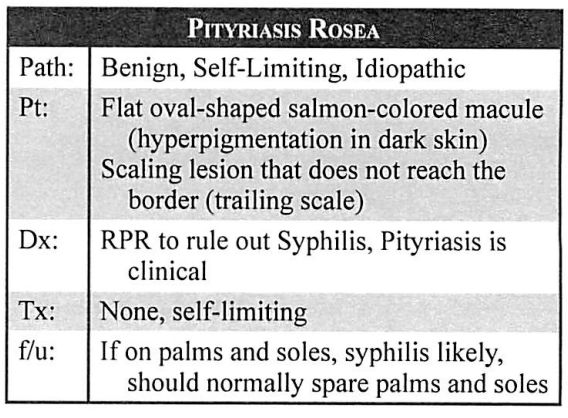 PITYRIASIS ROSEA
Path: Benign, Self-Limiting, Idiopathic
Pt: Flat oval-shaped salmon-colored macule
(hyperpigmentation in dark skin)
Scaling lesion that does not reach the
border (trailing scale)
Dx: RPR to rule out Syphilis, Pityriasis is
clinical
Tx: None, self-limiting
f/u: If on palms and soles, syphilis likely,
should normally spare palms and soles